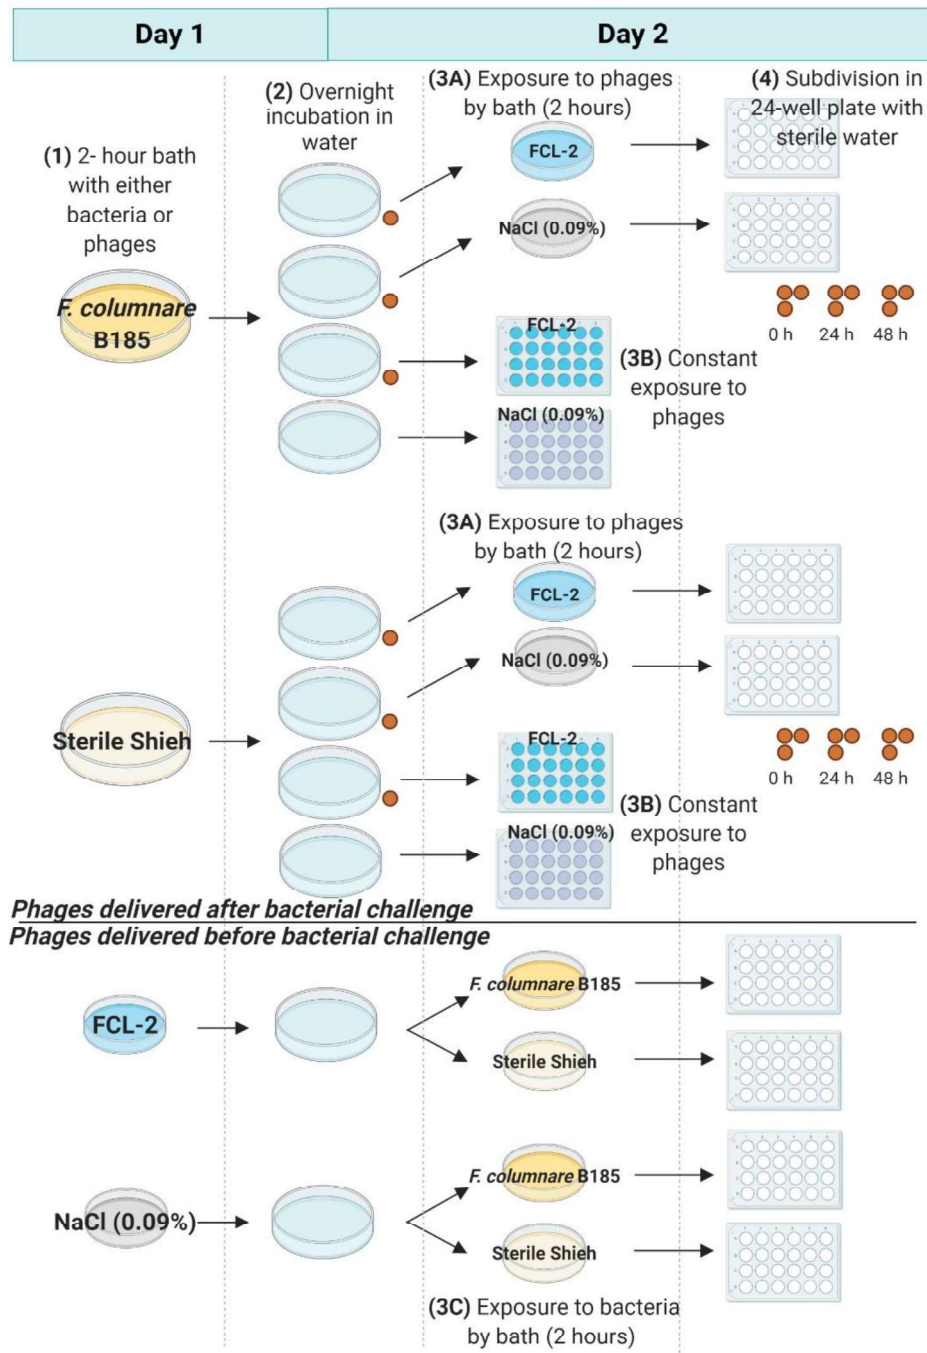 Day 1
Day 2
(1) 2- hour bath
with either
bacteria or
phages
(2) Overnight
incubation in
water
(3A) Exposure to phages
by bath (2 hours)
(4) Subdivision in
24-well plate with
sterile water
F. columnare
B185
FCL-2
NaCl (0.09%)
FCL-2
NaCl (0.09%)
(3B) Constant
exposure to
phages
0 h 24 h 48 h
(3A) Exposure to phages
by bath (2 hours)
Sterile Shieh
FCL-2
NaCl (0.09%)
FCL-2
NaCl (0.09%)
(3B) Constant
exposure to
phages
0 h 24 h 48 h
Phages delivered after bacterial challenge
Phages delivered before bacterial challenge
FCL-2
F. columnare B185
Sterile Shieh
NaCl (0.09%)
F. columnare B185
Sterile Shieh
(3C) Exposure to bacteria
by bath (2 hours)